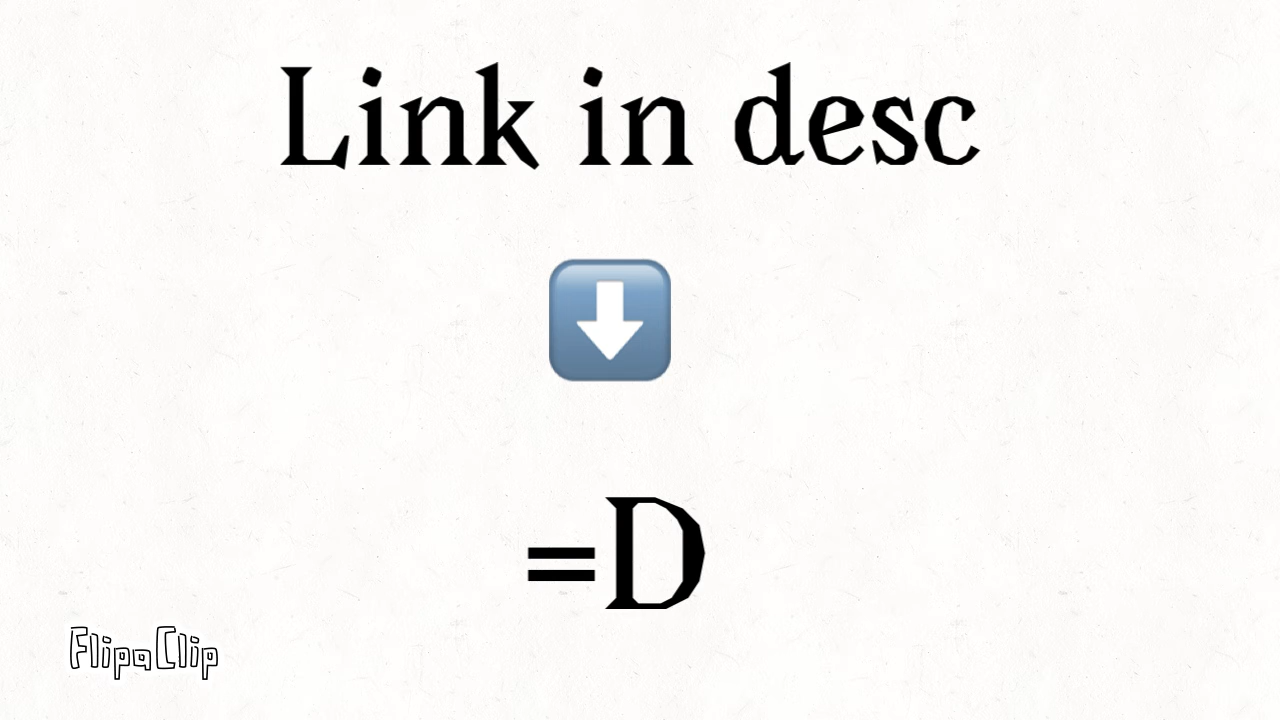 Link in desc
⬇️
=D
FlipaClip